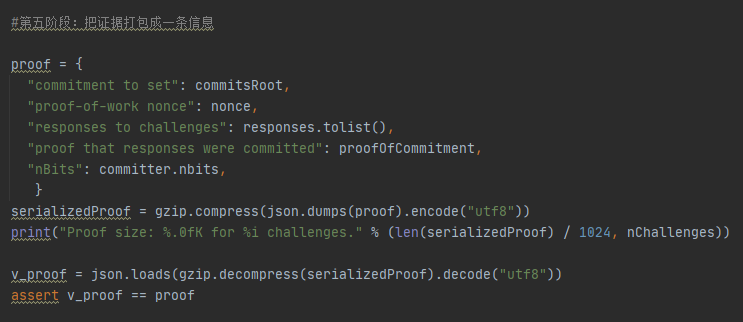 #第五阶段：把证据打包成一条信息
proof = {
"commitment to set": commitsRoot,
"proof-of-work nonce": nonce,
"responses to challenges": responses.tolist(),
"proof that responses were committed": proofOfCommitment,
"nBits": committer.nbits,
}
serializedProof = gzip.compress(json.dumps(proof).encode("utf8"))
print("Proof size: %.0fK for %i challenges." % (len(serializedProof) / 1024, nChallenges))
v_proof = json.loads(gzip.decompress(serializedProof).decode("utf8"))
assert v_proof == proof